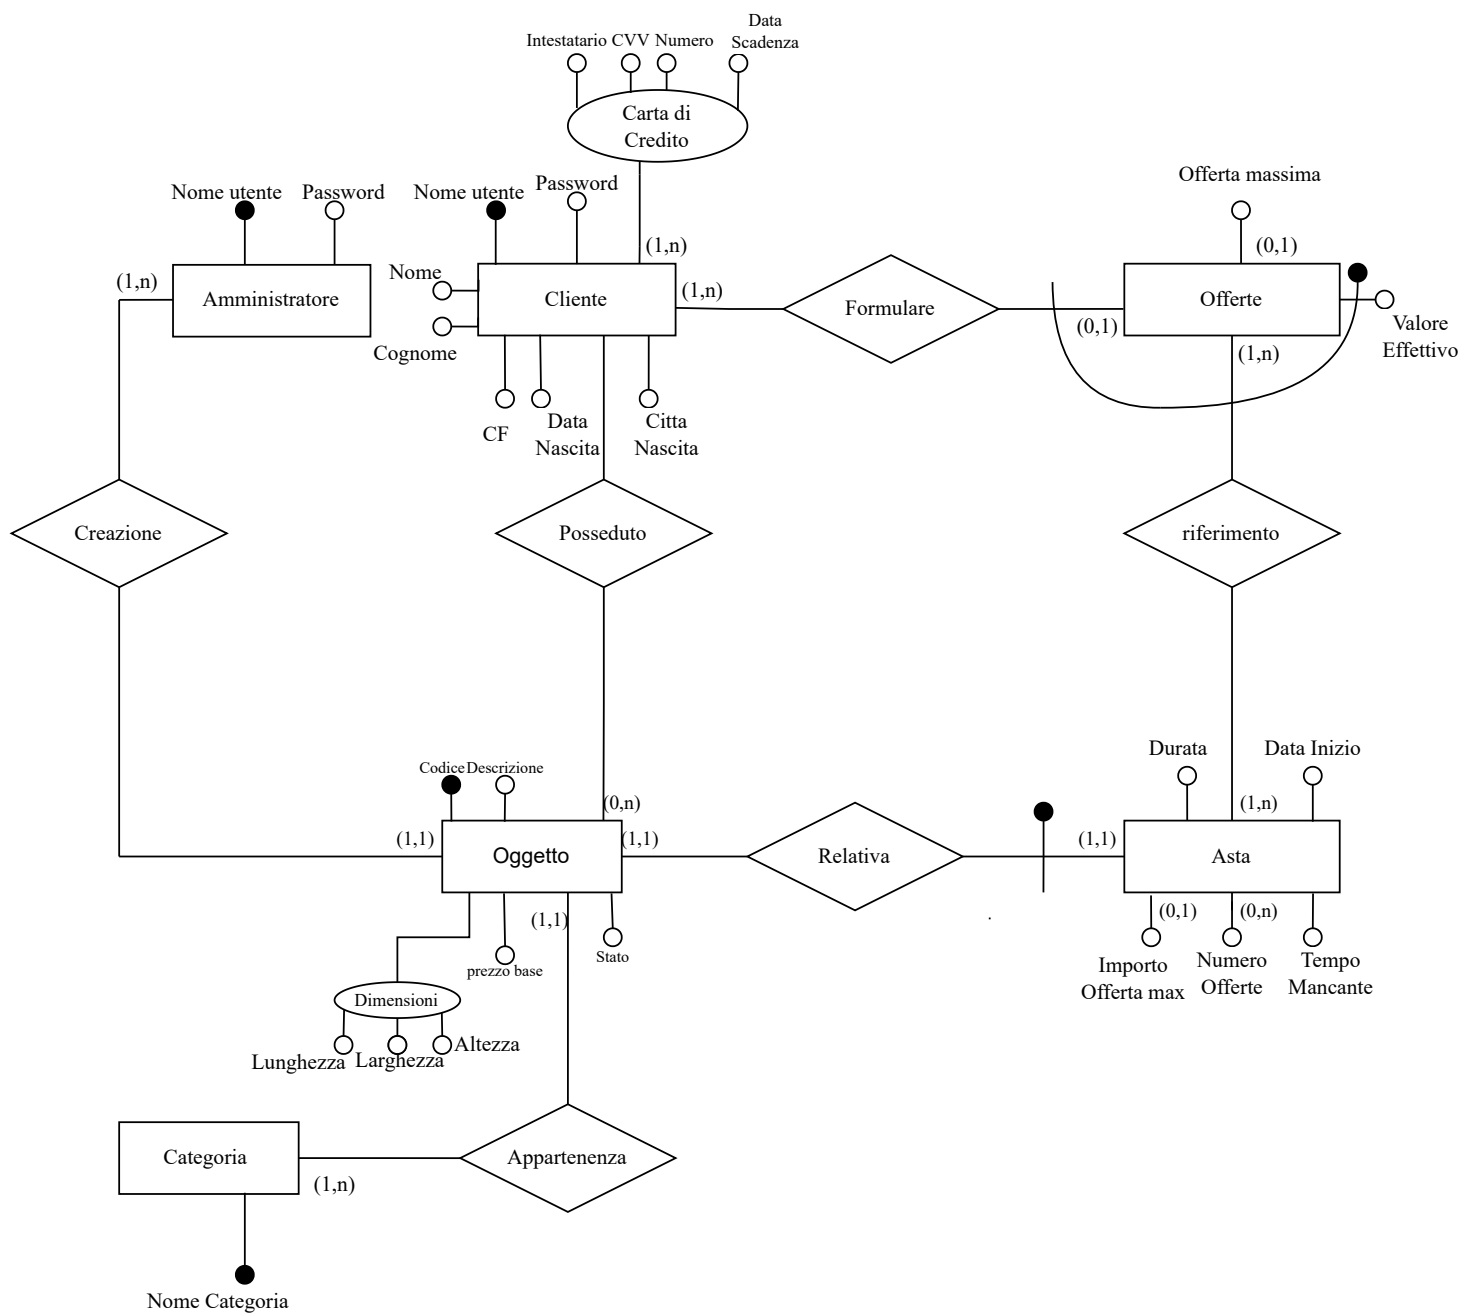 Data
Scadenza
Intestatario CVV Numero
Carta di
Credito
Nome utente
Password
Nome utente
Password
Offerta massima
(1,n)
(0,1)
(1,n)
Nome
Amministratore
Cliente
(1,n)
Formulare
Offerte
Cognome
(0,1)
Valore
Effettivo
(1,n)
CF
Data
Nascita
Citta
Nascita
Creazione
Posseduto
riferimento
Durata
Data Inizio
Codice
Descrizione
(0,n)
(1,n)
(1,1)
Oggetto
(1,1)
Relativa
(1,1)
Asta
(1,1)
(0,1)
(0,n)
prezzo base
Stato
Importo
Offerta max
Numero
Offerte
Tempo
Mancante
Dimensioni
Lunghezza
Larghezza
Altezza
Categoria
(1,n)
Appartenenza
Nome Categoria